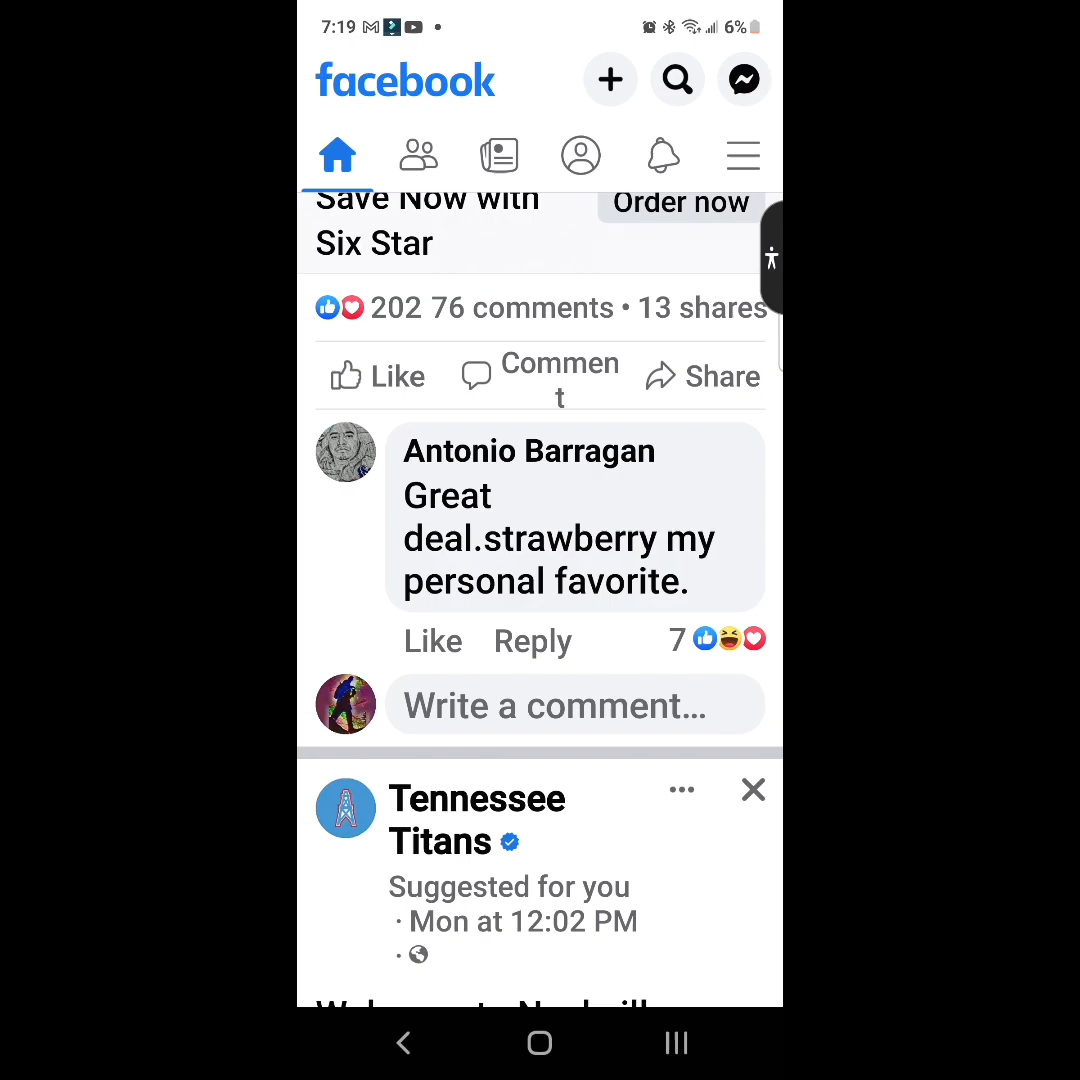 7:19 6%
facebook
Save Now with
Six Star
Order now
202 76 comments • 13 shares
Like
Commen
t
Share
Antonio Barragan
Great
deal.strawberry my
personal favorite.
Like Reply 7
Write a comment...
Tennessee
Titans
Suggested for you
· Mon at 12:02 PM